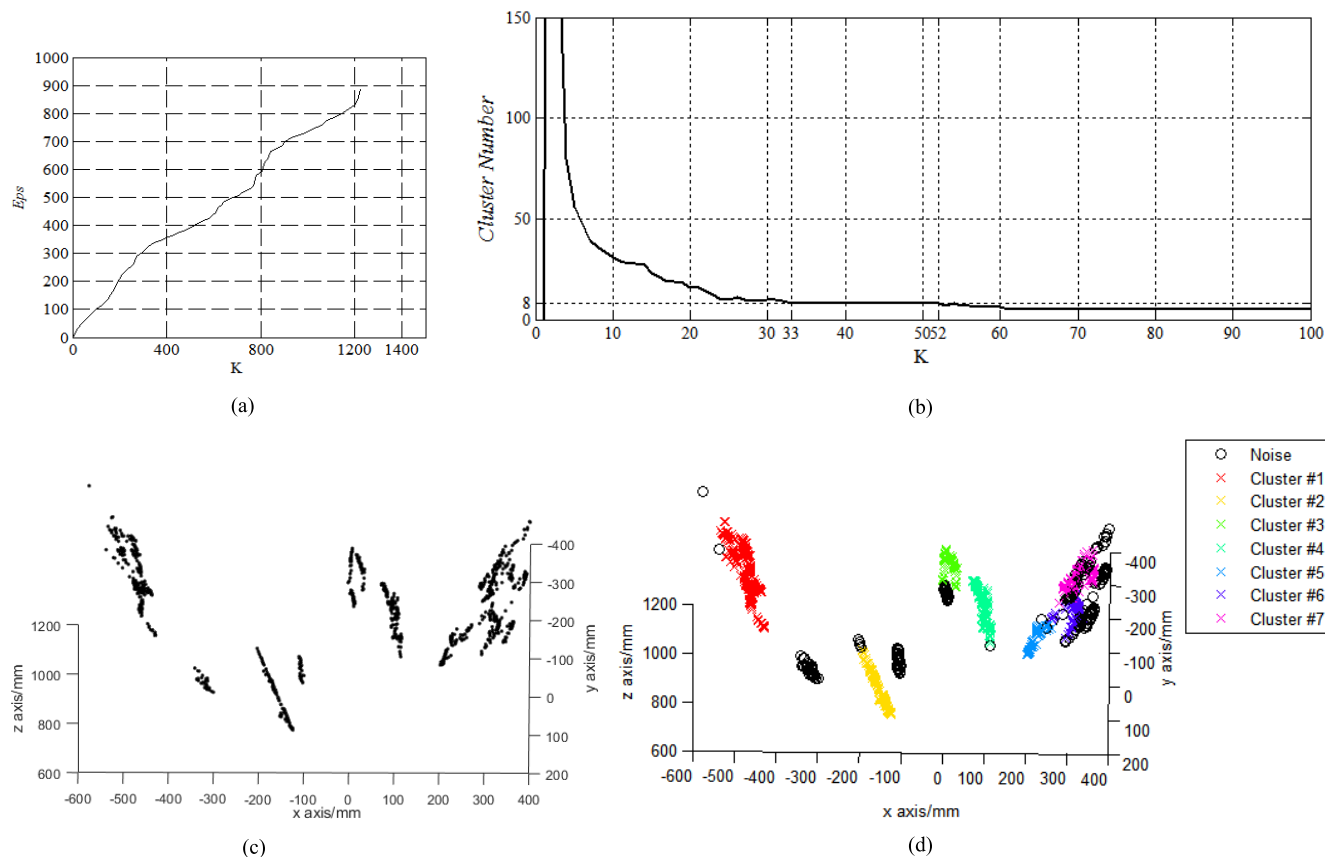 1000
900
800
700
600
500
400
300
200
100
0
Eps
0 400 800 1200 1400
K
(a)
150
100
50
8
0
Cluster Number
0 10 20 30 33 40 50 52 60 70 80 90 100
K
(b)
1200
1000
800
600
z axis/mm
-400
-300
-200
-100
0
100
200
y axis/mm
-600 -500 -400 -300 -200 -100 0 100 200 300 400
x axis/mm
(c)
Noise
Cluster #1
Cluster #2
Cluster #3
Cluster #4
Cluster #5
Cluster #6
Cluster #7
1200
1000
800
600
z axis/mm
-400
-300
-200
-100
0
100
200
y axis/mm
-600 -500 -400 -300 -200 -100 0 100 200 300 400
x axis/mm
(d)